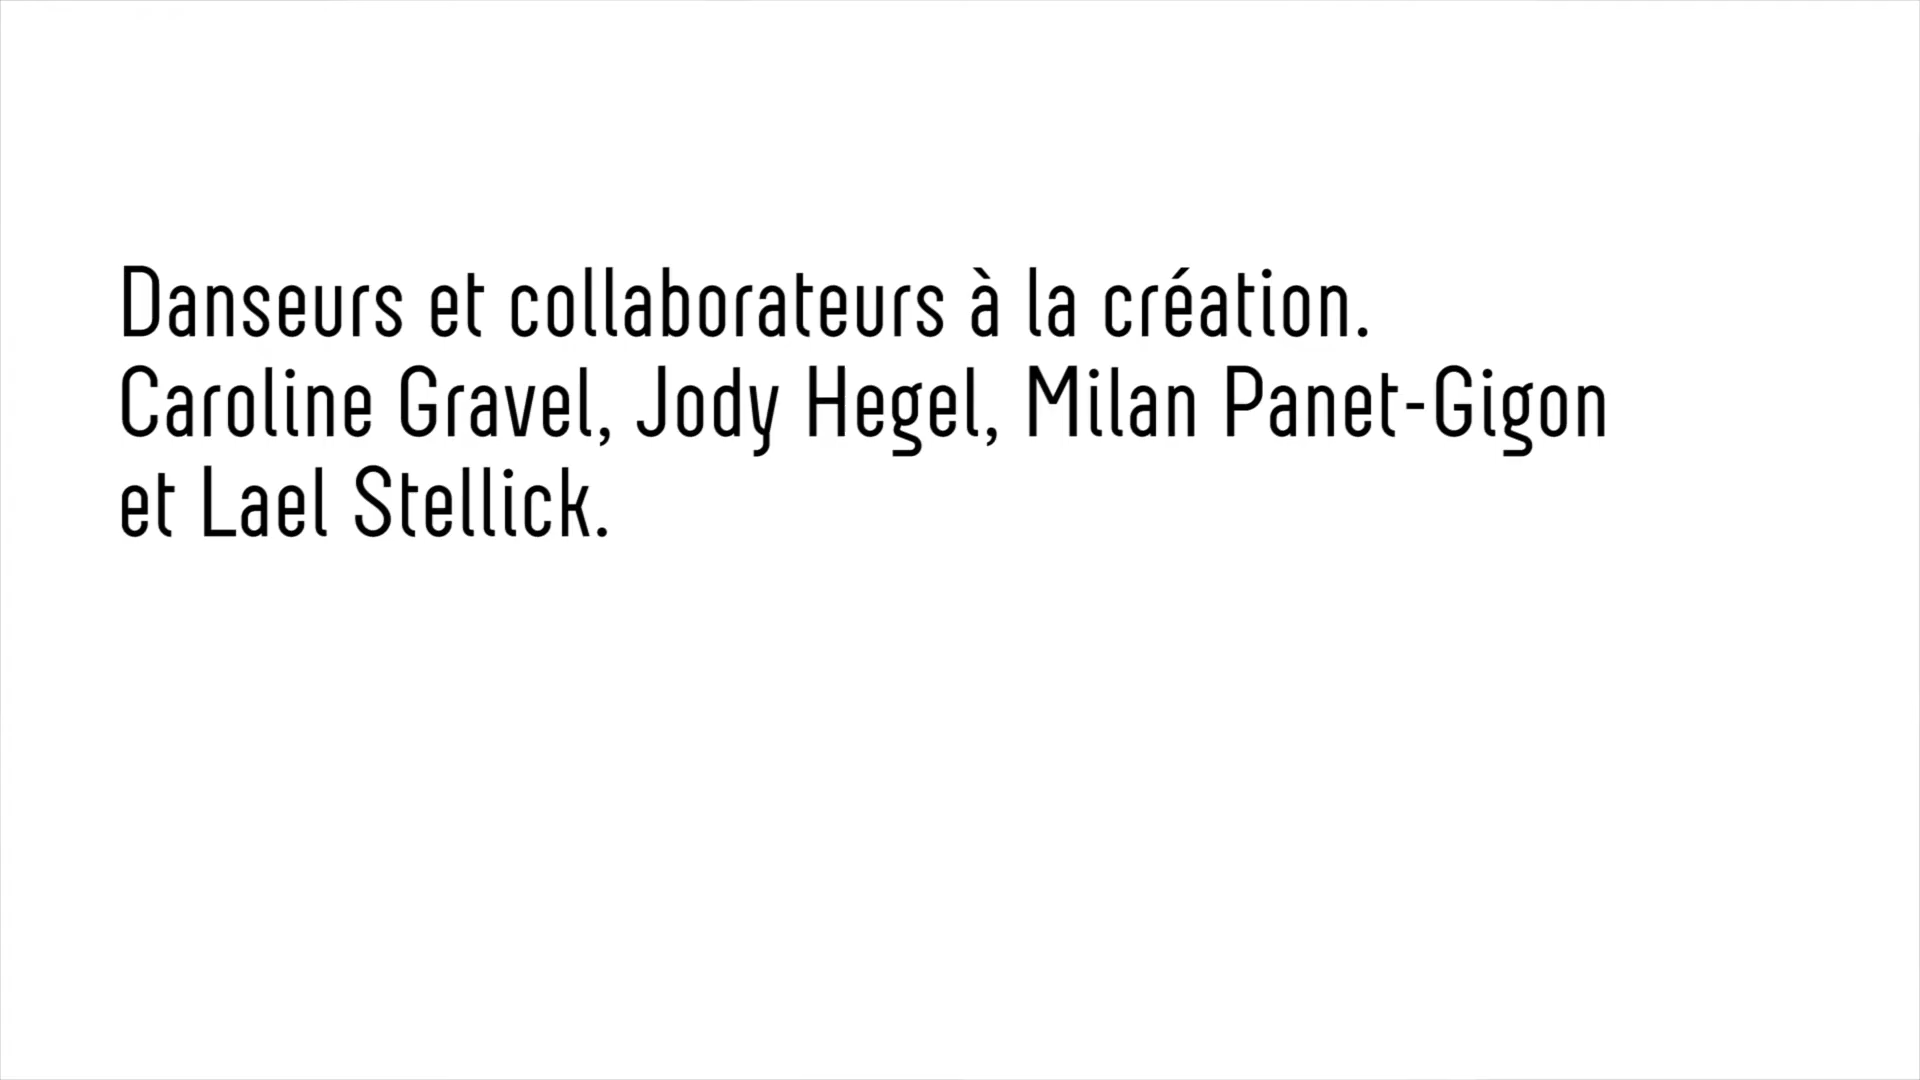 Danseurs et collaborateurs à la création.
Caroline Gravel, Jody Hegel, Milan Panet-Gigon
et Lael Stellick.